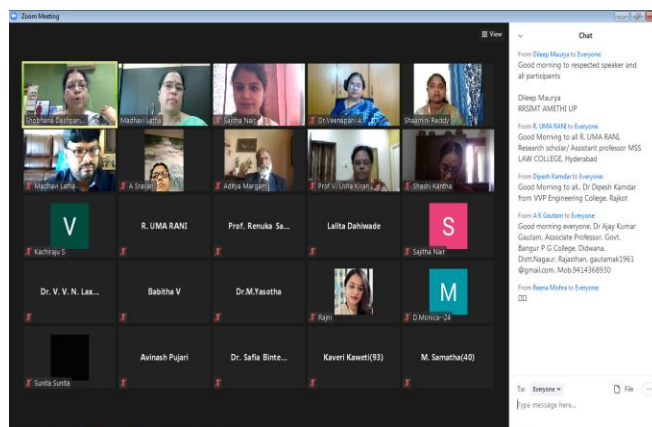 Zoom Meeting
View
Shobhana Deshpan...
Madhavi Latha
Sajitha Nair
Dr.Veenapani A
Shaamini Reddy
Madhavi Latha
A Sravan
Aditya Margam
Prof V. Usha Kiran
Shashi Kantha
V
Kachiraju S
R. UMA RANI
Prof. Renuka Sa...
Lalita Dahiwade
S
Sajitha Nair
Dr. V. V. N. Lax...
Babitha V
Dr.M.Yasotha
Rajni
M
D.Monica--24
Sunita Sunita
Avinash Pujari
Dr. Safia Binte...
Kaveri Kaweti(93)
M. Samatha(40)
Chat
From Dileep Maurya to Everyone:
Good morning to respected speaker and
all participants
Dileep Maurya
RRSIMT AMETHI UP
From R. UMA RANI to Everyone:
Good Morning to all R. UMA RANI,
Research scholar/ Assistant professor MSS
LAW COLLEGE, Hyderabad
From Dipesh Kamdar to Everyone:
Good Morning to all.. Dr Dipesh Kamdar
from VVP Engineering College, Rajkot
From A K Gautam to Everyone:
Good morning everyone, Dr Ajay Kumar
Gautam, Associate Professor, Govt.
Bangur P G College, Didwana,
Distt.Nagaur, Rajasthan, gautamak1961
@gmail.com, Mob.9414368930
From Reena Mishra to Everyone:
To: Everyone
File
Type message here...